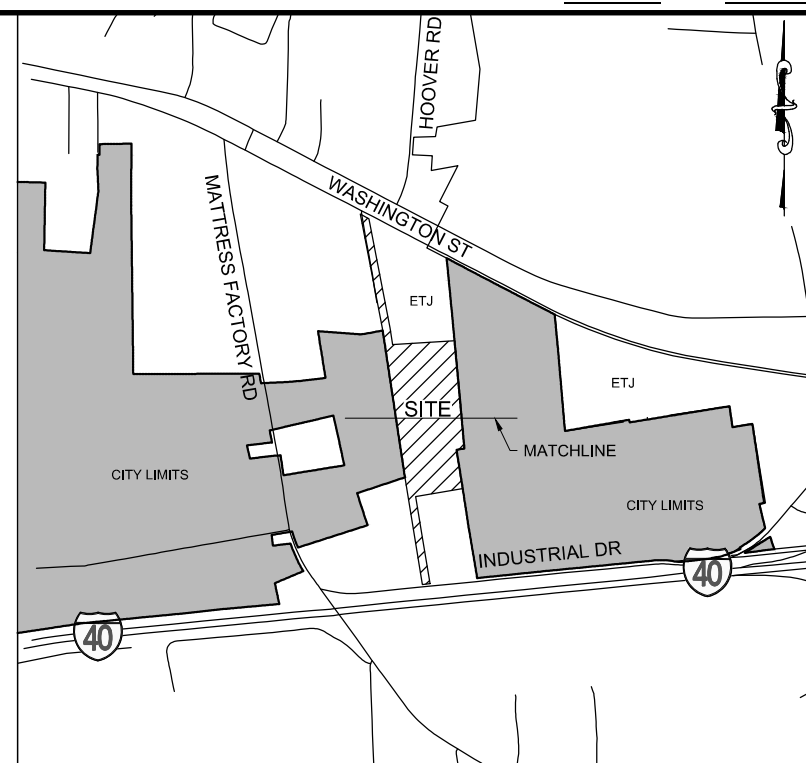 HOOVER RD
WASHINGTON ST
MATTRESS FACTORY RD
ETJ
ETJ
SITE
MATCHLINE
CITY LIMITS
CITY LIMITS
INDUSTRIAL DR
40
40